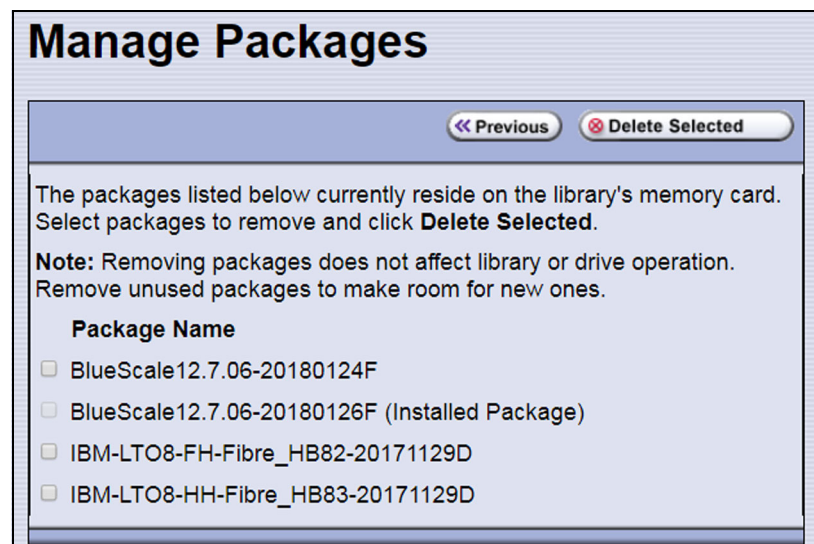 Manage Packages
Previous
Delete Selected
The packages listed below currently reside on the library's memory card.
Select packages to remove and click Delete Selected.
Note: Removing packages does not affect library or drive operation.
Remove unused packages to make room for new ones.
Package Name
BlueScale12.7.06-20180124F
BlueScale12.7.06-20180126F (Installed Package)
IBM-LTO8-FH-Fibre_HB82-20171129D
IBM-LTO8-HH-Fibre_HB83-20171129D